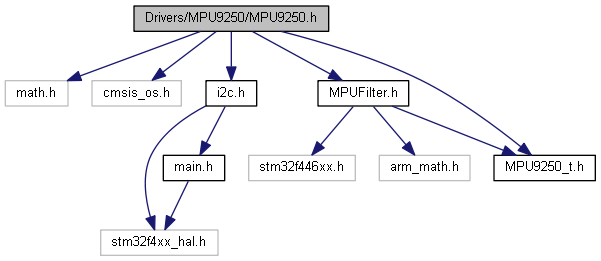 Drivers/MPU9250/MPU9250.h
math.h
cmsis_os.h
i2c.h
MPUFilter.h
main.h
stm32f446xx.h
arm_math.h
MPU9250_t.h
stm32f4xx_hal.h